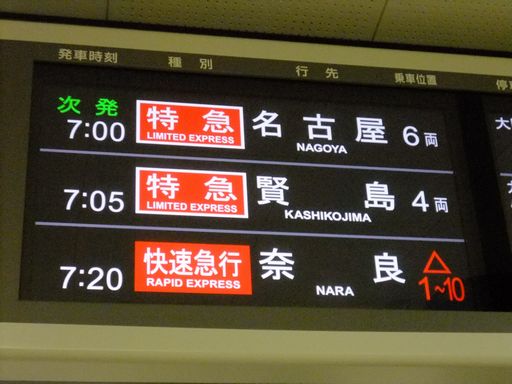 発車時刻 種別 行先 乗車位置
次発
7:00 特急 名古屋 6両
LIMITED EXPRESS NAGOYA
7:05 特急 賢島 4両
LIMITED EXPRESS KASHIKOJIMA
7:20 快速急行 奈良 △
RAPID EXPRESS NARA 1~10